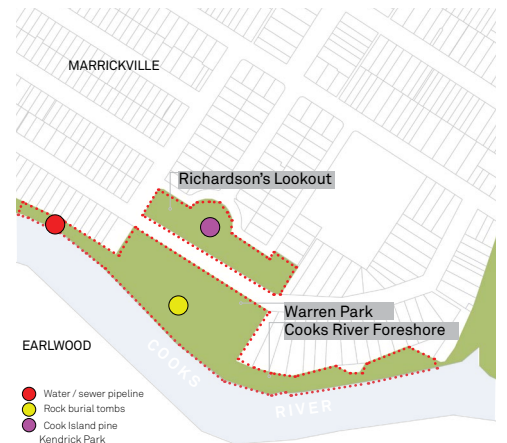 MARRICKVILLE
Richardson's Lookout
Warren Park
Cooks River Foreshore
EARLWOOD
COOKS
RIVER
Water / sewer pipeline
Rock burial tombs
Cook Island pine
Kendrick Park